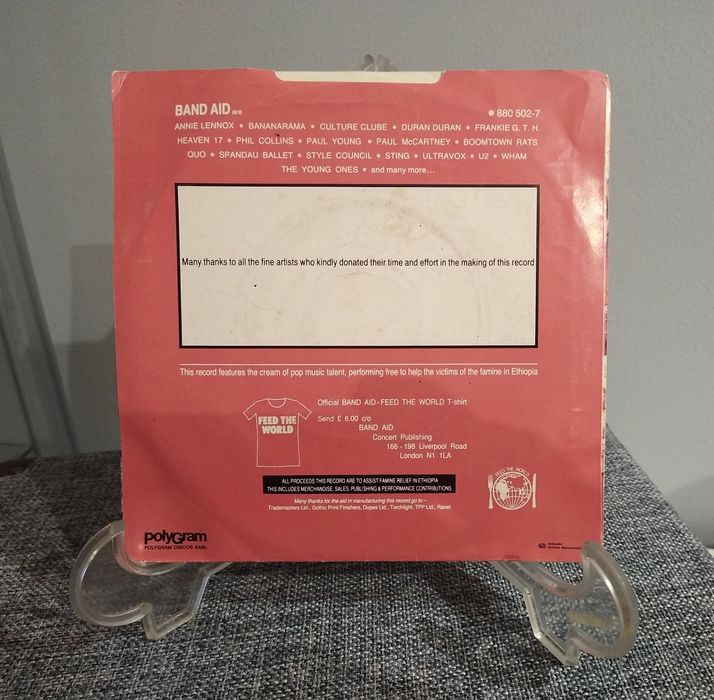 BAND AID are
880 502-7
ANNIE LENNOX • BANANARAMA • CULTURE CLUBE • DURAN DURAN • FRANKIE G. T. H.
HEAVEN 17 • PHIL COLLINS • PAUL YOUNG • PAUL McCARTNEY • BOOMTOWN RATS
QUO • SPANDAU BALLET • STYLE COUNCIL • STING • ULTRAVOX • U2 • WHAM
THE YOUNG ONES • and many more...
Many thanks to all the fine artists who kindly donated their time and effort in the making of this record
This record features the cream of pop music talent, performing free to help the victims of the famine in Ethiopia
FEED THE
WORLD
Official BAND AID-FEED THE WORLD T-shirt
Send £ 6.00 c/o
BAND AID
Concert Publishing
166-198 Liverpool Road
London N1 1LA
ALL PROCEEDS THIS RECORD ARE TO ASSIST FAMINE RELIEF IN ETHIOPIA
THIS INCLUDES MERCHANDISE, SALES, PUBLISHING & PERFORMANCE CONTRIBUTIONS
Many thanks for the aid in manufacturing this record go to:-
Trademasters Ltd., Gothic Print Finishers, Dupes Ltd., Torchlight, TPP Ltd., Ranel.
FEED THE WORLD
polyGram
POLYGRAM DISCOS SARL